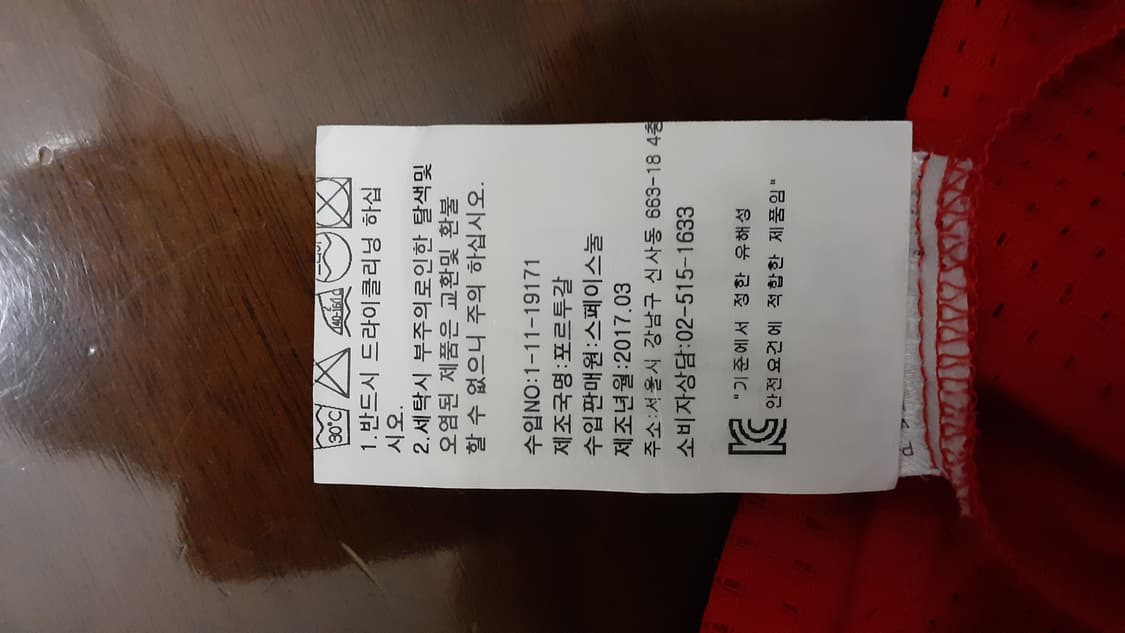 30°C
1.반드시 드라이클리닝 하십
시오.
2.세탁시 부주의로인한 탈색및
오염된 제품은 교환및 환불
할 수 없으니 주의 하십시오.
수입NO:1-11-19171
제조국명:포르투갈
수입판매원:스페이스눌
제조년월:2017.03
주소:서울시 강남구 신사동 663-18 4층
소비자상담:02-515-1633
"기준에서 정한 유해성
안전요건에 적합한 제품임"